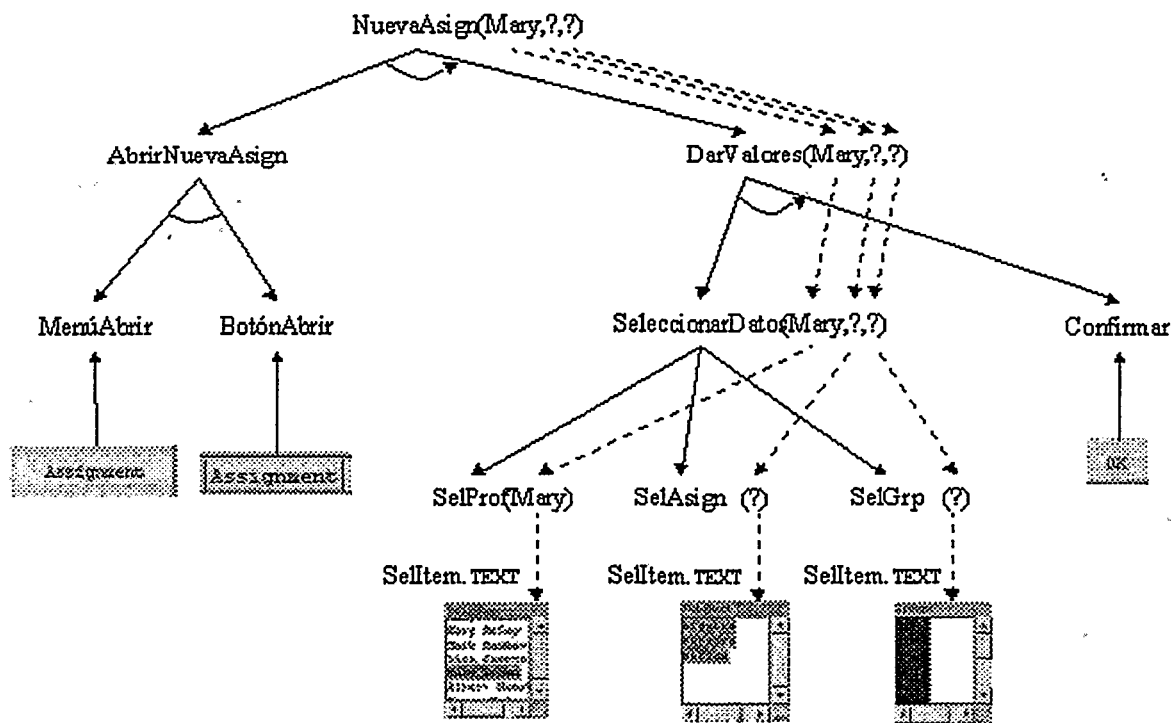 NuevaAsign(Mary,?,?)
AbrirNuevaAsign
DarValores(Mary,?,?)
MenúAbrir
BotónAbrir
SeleccionarDatos(Mary,?,?)
Confirmar
Assignment
Assignment
OK
SelProf(Mary)
SelAsign (?)
SelGrp (?)
SelItem.TEXT
SelItem.TEXT
SelItem.TEXT